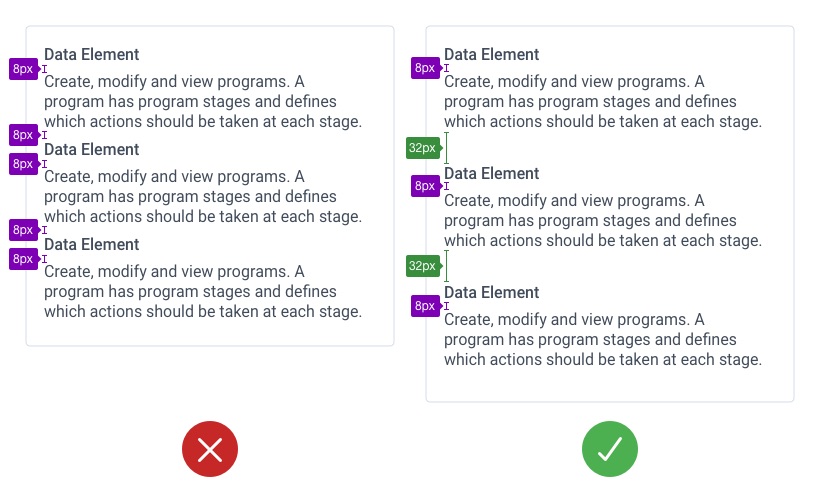 Data Element
8px
Create, modify and view programs. A
program has program stages and defines
which actions should be taken at each stage.
8px
Data Element
8px
Create, modify and view programs. A
program has program stages and defines
which actions should be taken at each stage.
8px
Data Element
8px
Create, modify and view programs. A
program has program stages and defines
which actions should be taken at each stage.
Data Element
8px
Create, modify and view programs. A
program has program stages and defines
which actions should be taken at each stage.
32px
Data Element
8px
Create, modify and view programs. A
program has program stages and defines
which actions should be taken at each stage.
32px
Data Element
8px
Create, modify and view programs. A
program has program stages and defines
which actions should be taken at each stage.